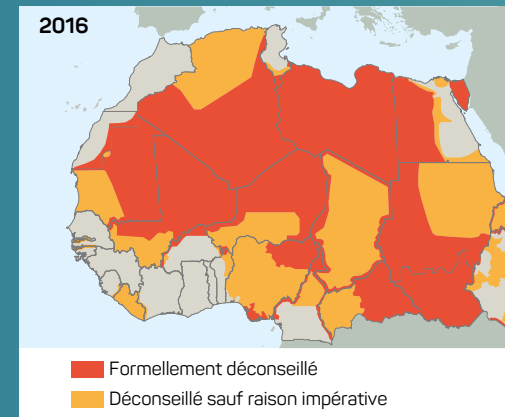 2016
Formellement déconseillé
Déconseillé sauf raison impérative